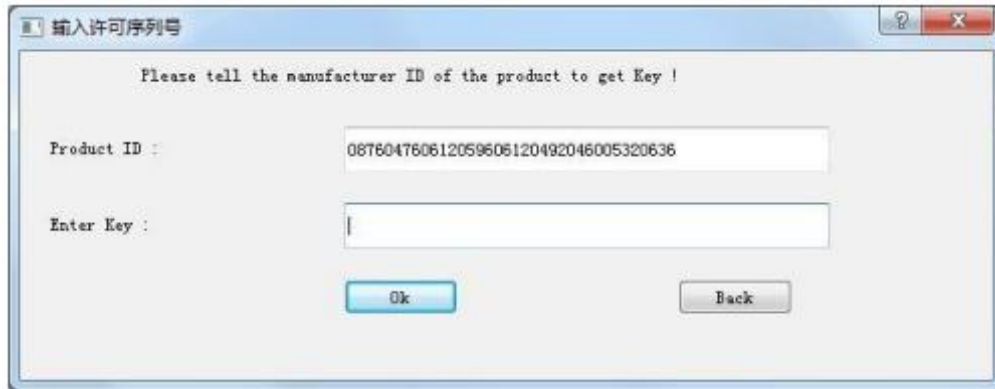 输入许可序列号
Please tell the manufacturer ID of the product to get Key !
Product ID :
087604760612059606120492046005320636
Enter Key :
Ok
Back